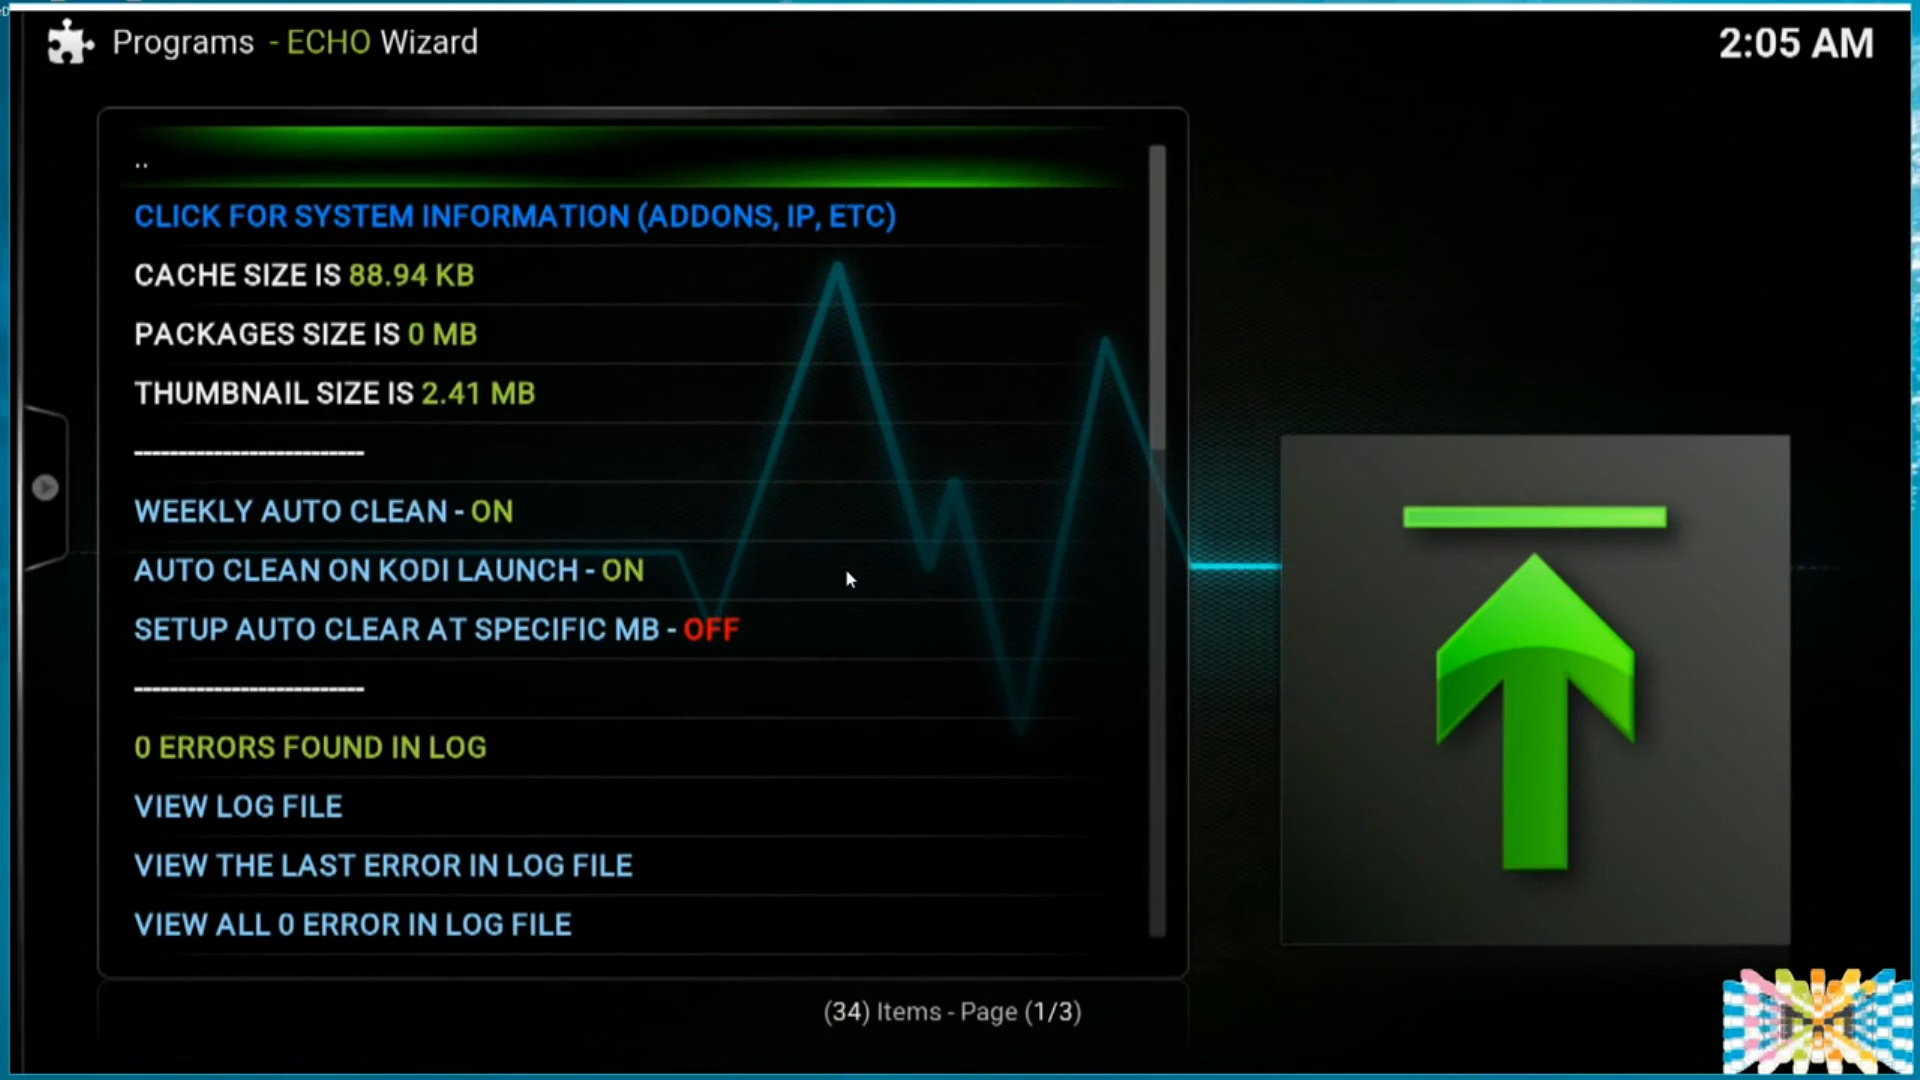 Programs - ECHO Wizard
2:05 AM
..
CLICK FOR SYSTEM INFORMATION (ADDONS, IP, ETC)
CACHE SIZE IS 88.94 KB
PACKAGES SIZE IS 0 MB
THUMBNAIL SIZE IS 2.41 MB
--------------------------
WEEKLY AUTO CLEAN - ON
AUTO CLEAN ON KODI LAUNCH - ON
SETUP AUTO CLEAR AT SPECIFIC MB - OFF
--------------------------
0 ERRORS FOUND IN LOG
VIEW LOG FILE
VIEW THE LAST ERROR IN LOG FILE
VIEW ALL 0 ERROR IN LOG FILE
(34) Items - Page (1/3)